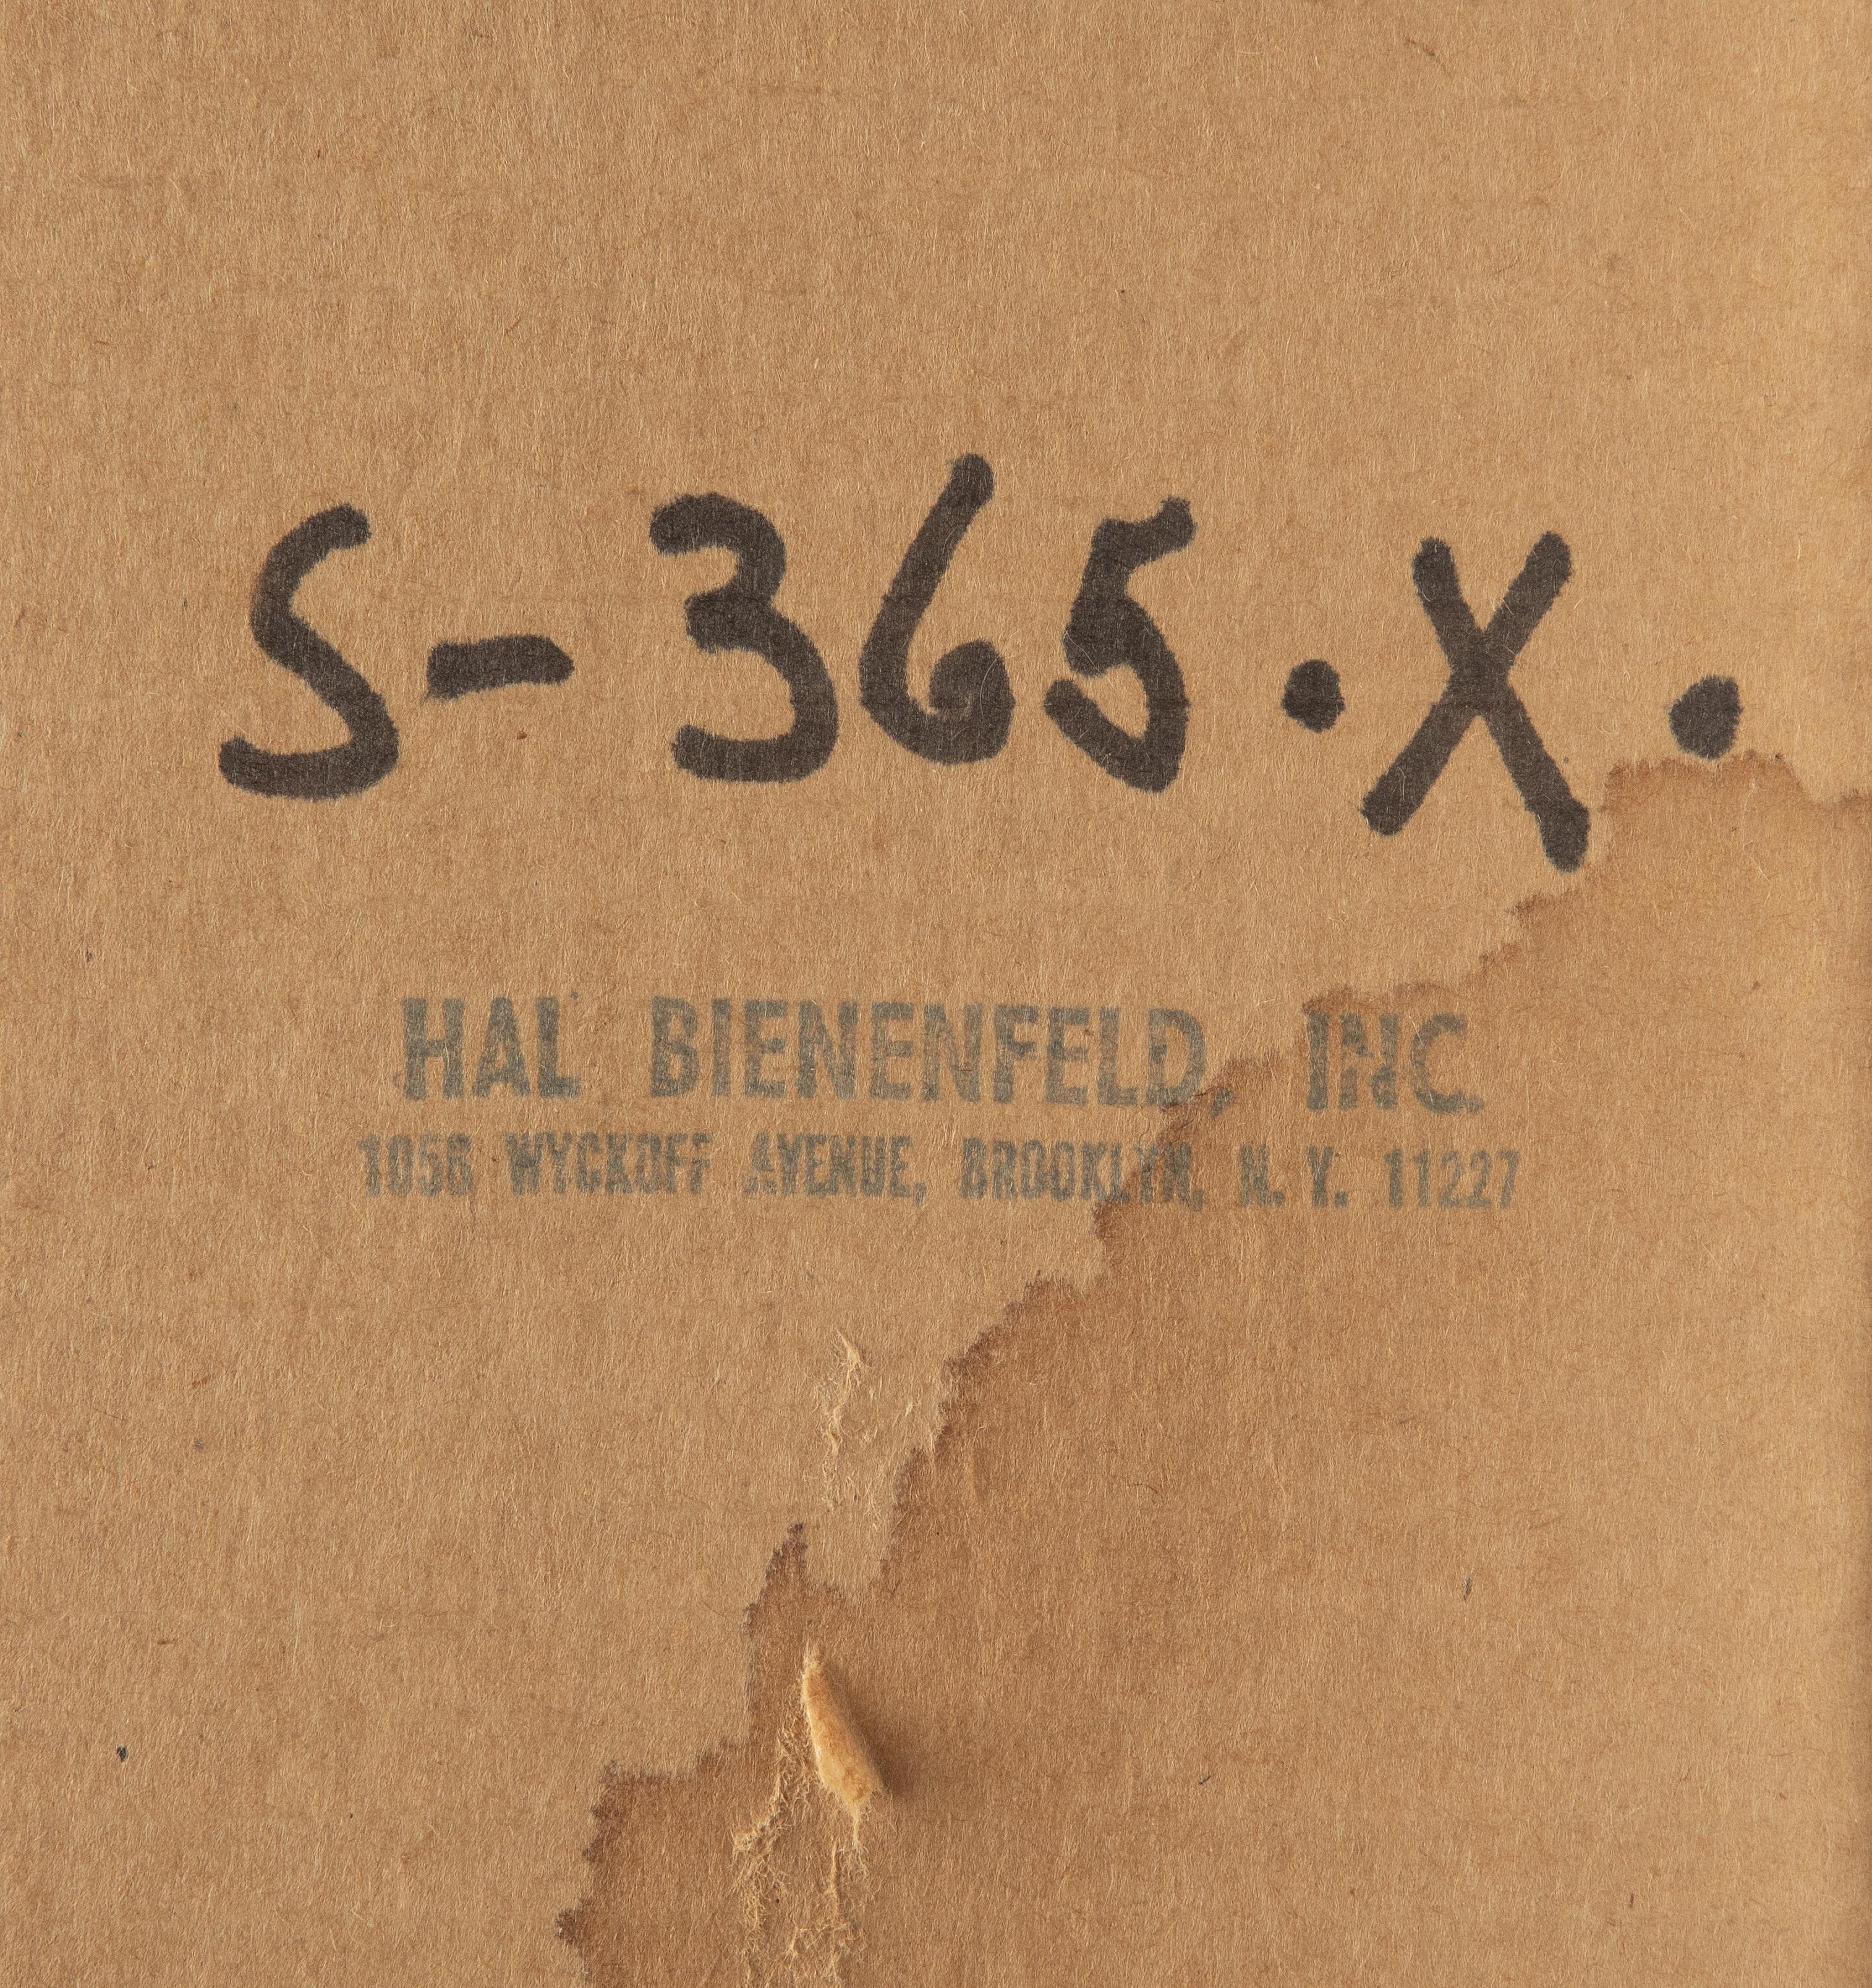 S-365.X.
HAL BIENENFELD, INC.
1056 WYCKOFF AVENUE, BROOKLYN, N. Y. 11227